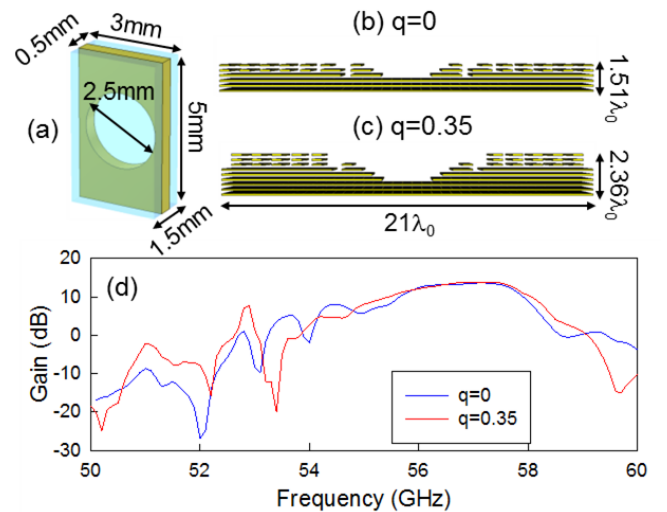 0.5mm
3mm
2.5mm
(a)
5mm
1.5mm
(b) q=0
1.51λ0
(c) q=0.35
2.36λ0
21λ0
(d)
Gain (dB)
20
10
0
-10
-20
-30
q=0
q=0.35
50 52 54 56 58 60
Frequency (GHz)